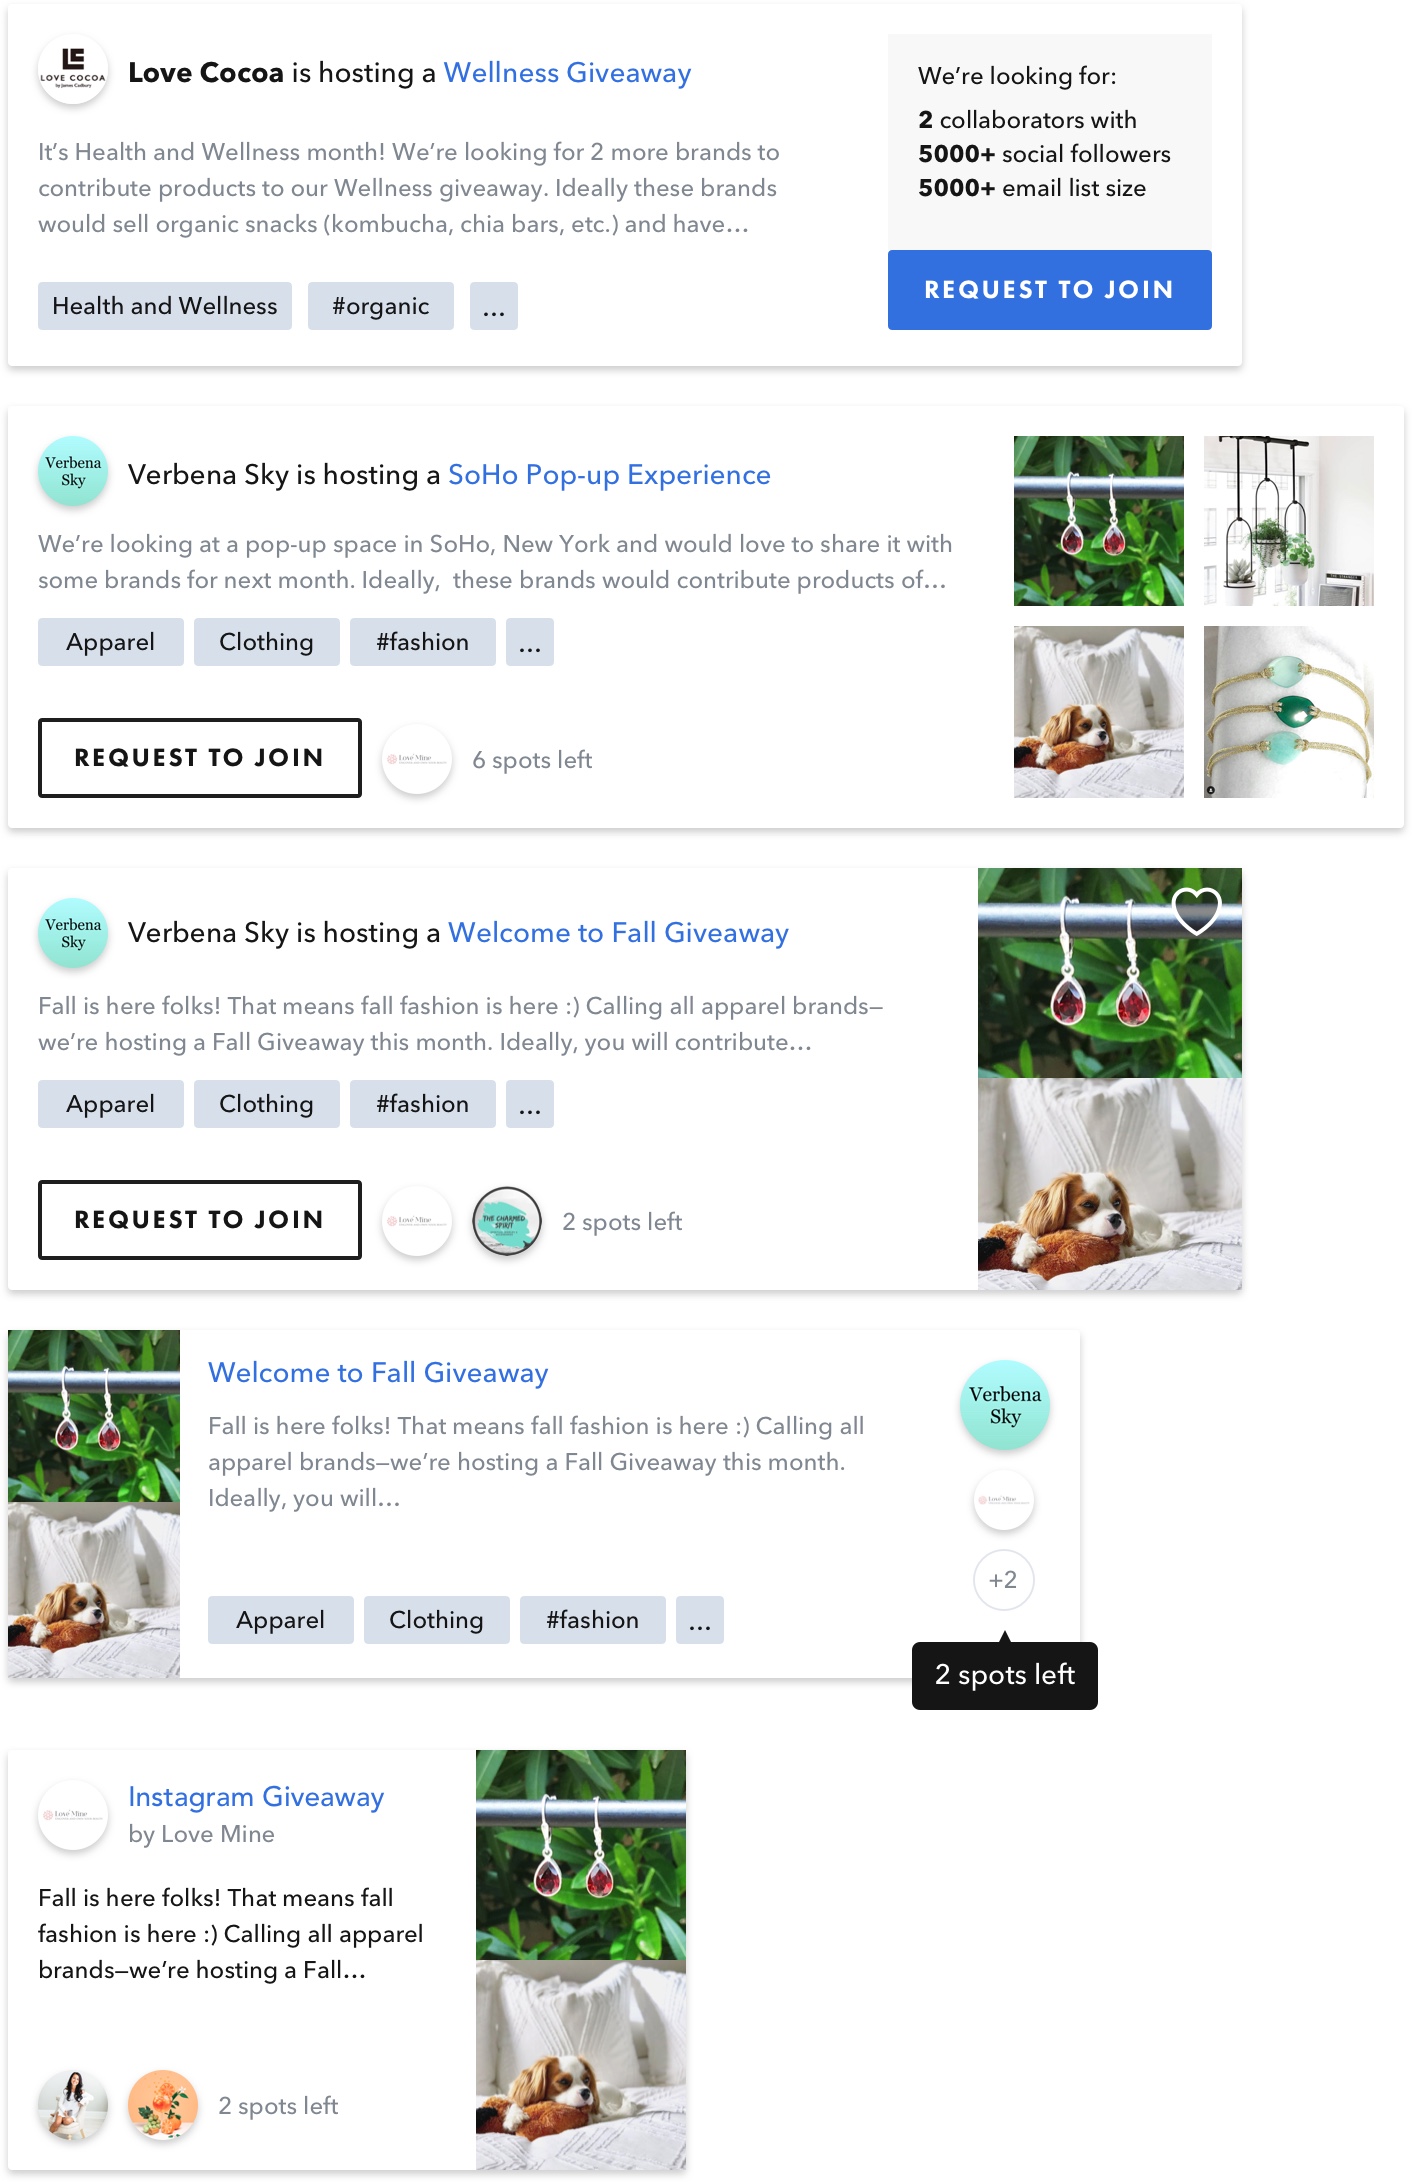 LOVE COCOA
by James Cadbury
Love Cocoa is hosting a Wellness Giveaway
It’s Health and Wellness month! We’re looking for 2 more brands to
contribute products to our Wellness giveaway. Ideally these brands
would sell organic snacks (kombucha, chia bars, etc.) and have...
Health and Wellness #organic ...
We’re looking for:
2 collaborators with
5000+ social followers
5000+ email list size
REQUEST TO JOIN
Verbena
Sky
Verbena Sky is hosting a SoHo Pop-up Experience
We’re looking at a pop-up space in SoHo, New York and would love to share it with
some brands for next month. Ideally,  these brands would contribute products of...
Apparel Clothing #fashion ...
REQUEST TO JOIN
Love Mine
6 spots left
Verbena
Sky
Verbena Sky is hosting a Welcome to Fall Giveaway
Fall is here folks! That means fall fashion is here :) Calling all apparel brands—
we’re hosting a Fall Giveaway this month. Ideally, you will contribute...
Apparel Clothing #fashion ...
REQUEST TO JOIN
Love Mine
THE CHARMED
SPIRIT
2 spots left
Welcome to Fall Giveaway
Fall is here folks! That means fall fashion is here :) Calling all
apparel brands—we’re hosting a Fall Giveaway this month.
Ideally, you will...
Apparel Clothing #fashion ...
Verbena
Sky
Love Mine
+2
2 spots left
Love Mine
Instagram Giveaway
by Love Mine
Fall is here folks! That means fall
fashion is here :) Calling all apparel
brands—we’re hosting a Fall...
2 spots left